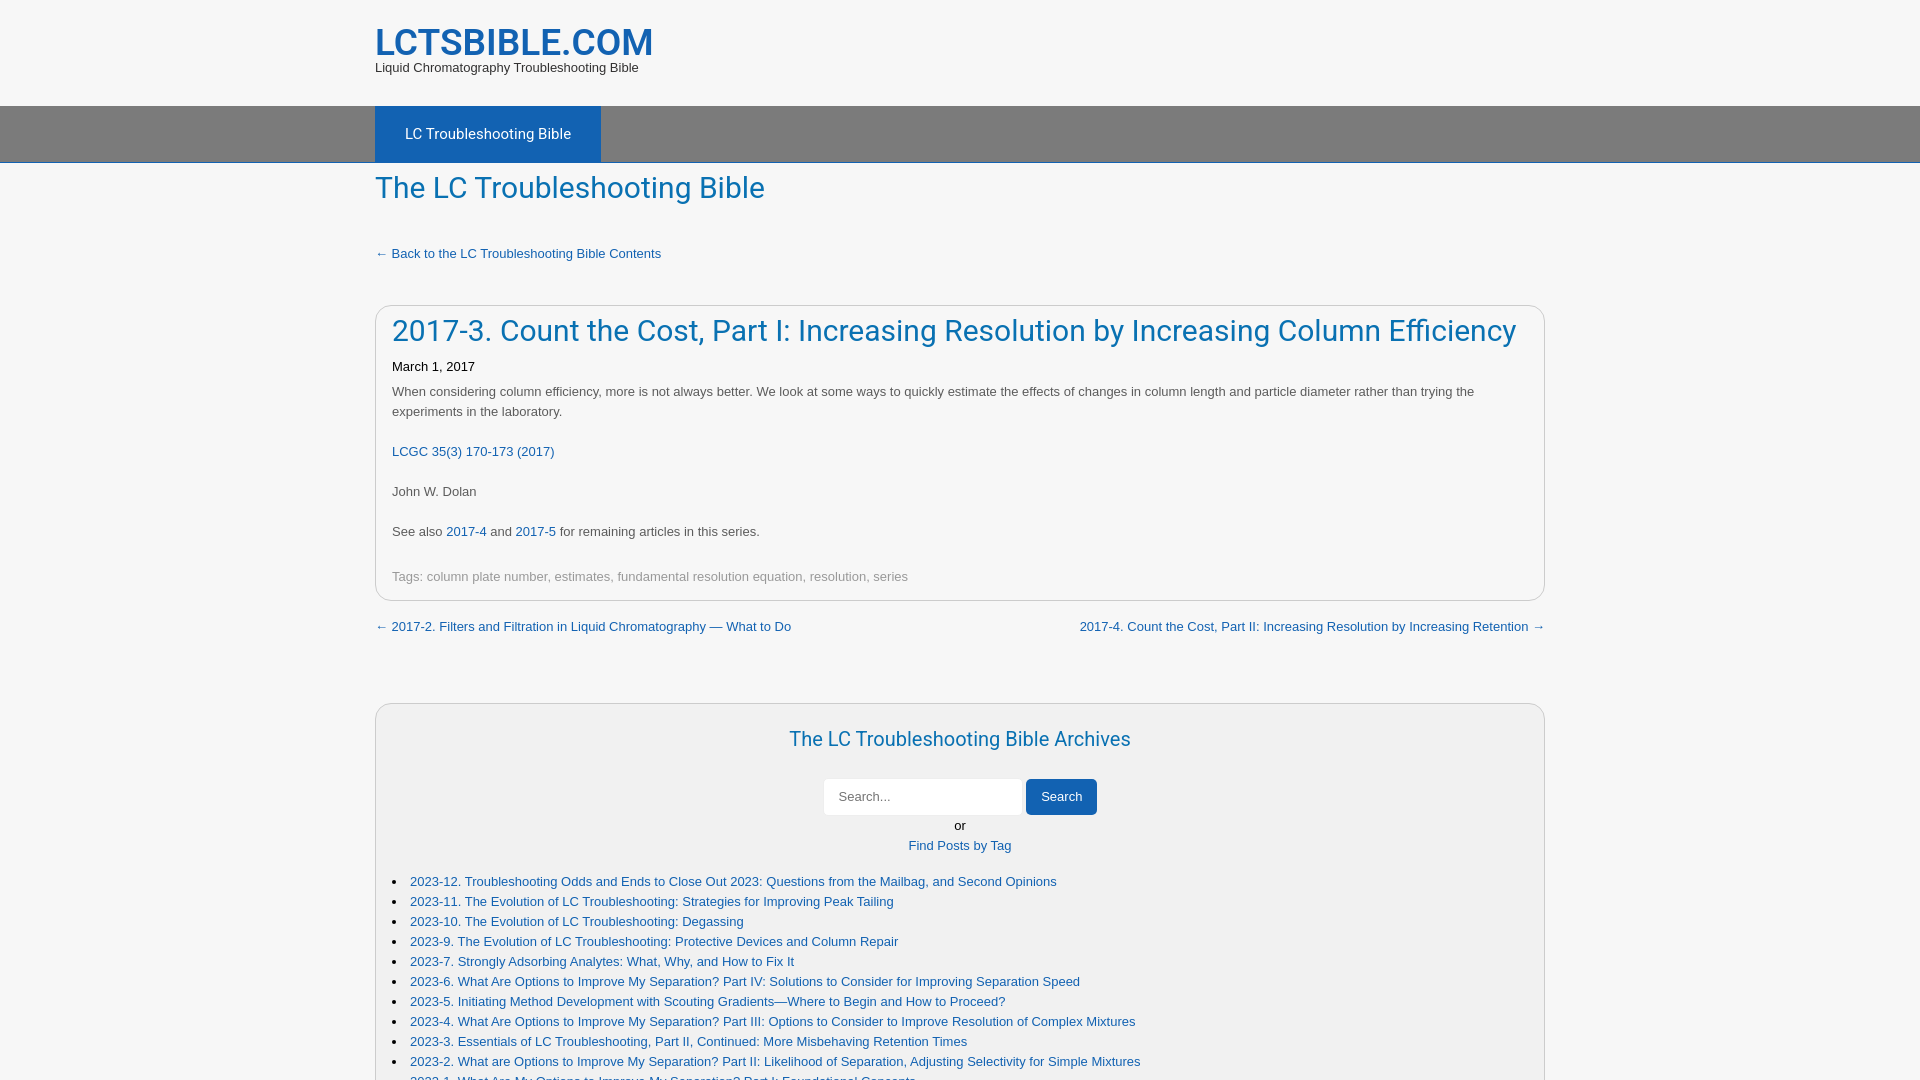 LCTSBIBLE.COM
Liquid Chromatography Troubleshooting Bible
LC Troubleshooting Bible
The LC Troubleshooting Bible
← Back to the LC Troubleshooting Bible Contents
2017-3. Count the Cost, Part I: Increasing Resolution by Increasing Column Efficiency
March 1, 2017
When considering column efficiency, more is not always better. We look at some ways to quickly estimate the effects of changes in column length and particle diameter rather than trying the
experiments in the laboratory.
LCGC 35(3) 170-173 (2017)
John W. Dolan
See also 2017-4 and 2017-5 for remaining articles in this series.
Tags: column plate number, estimates, fundamental resolution equation, resolution, series
← 2017-2. Filters and Filtration in Liquid Chromatography — What to Do
2017-4. Count the Cost, Part II: Increasing Resolution by Increasing Retention →
The LC Troubleshooting Bible Archives
Search...
Search
or
Find Posts by Tag
• 2023-12. Troubleshooting Odds and Ends to Close Out 2023: Questions from the Mailbag, and Second Opinions
• 2023-11. The Evolution of LC Troubleshooting: Strategies for Improving Peak Tailing
• 2023-10. The Evolution of LC Troubleshooting: Degassing
• 2023-9. The Evolution of LC Troubleshooting: Protective Devices and Column Repair
• 2023-7. Strongly Adsorbing Analytes: What, Why, and How to Fix It
• 2023-6. What Are Options to Improve My Separation? Part IV: Solutions to Consider for Improving Separation Speed
• 2023-5. Initiating Method Development with Scouting Gradients—Where to Begin and How to Proceed?
• 2023-4. What Are Options to Improve My Separation? Part III: Options to Consider to Improve Resolution of Complex Mixtures
• 2023-3. Essentials of LC Troubleshooting, Part II, Continued: More Misbehaving Retention Times
• 2023-2. What are Options to Improve My Separation? Part II: Likelihood of Separation, Adjusting Selectivity for Simple Mixtures
2023-1. What Are My Options to Improve My Separation? Part I: Foundational Concepts